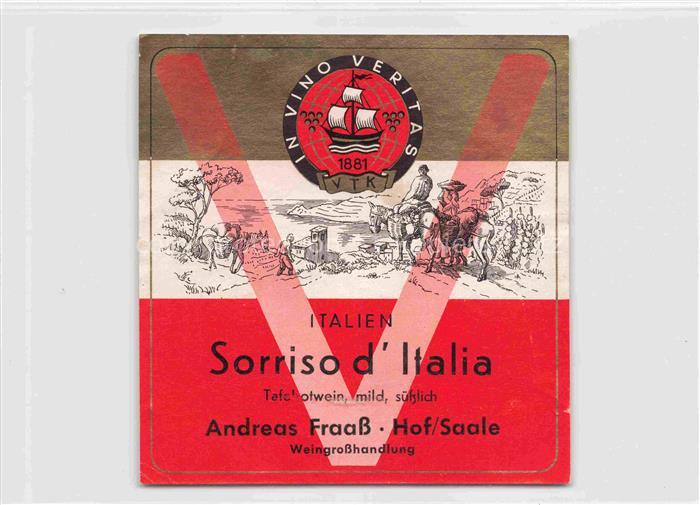 IN VINO VERITAS
1881
VTK
ITALIEN
Sorriso d'Italia
Tafelrotwein, mild, süßlich
Andreas Fraaß · Hof/Saale
Weingroßhandlung